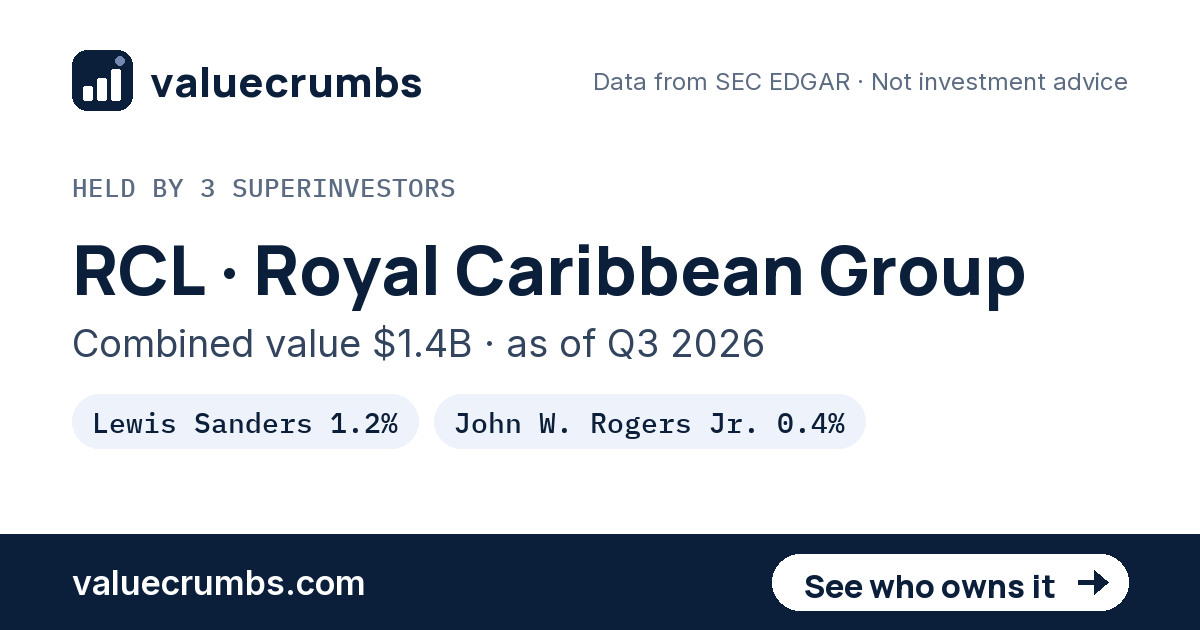 valuecrumbs
Data from SEC EDGAR · Not investment advice
HELD BY 3 SUPERINVESTORS
RCL · Royal Caribbean Group
Combined value $1.4B · as of Q3 2026
Lewis Sanders 1.2%
John W. Rogers Jr. 0.4%
valuecrumbs.com
See who owns it →